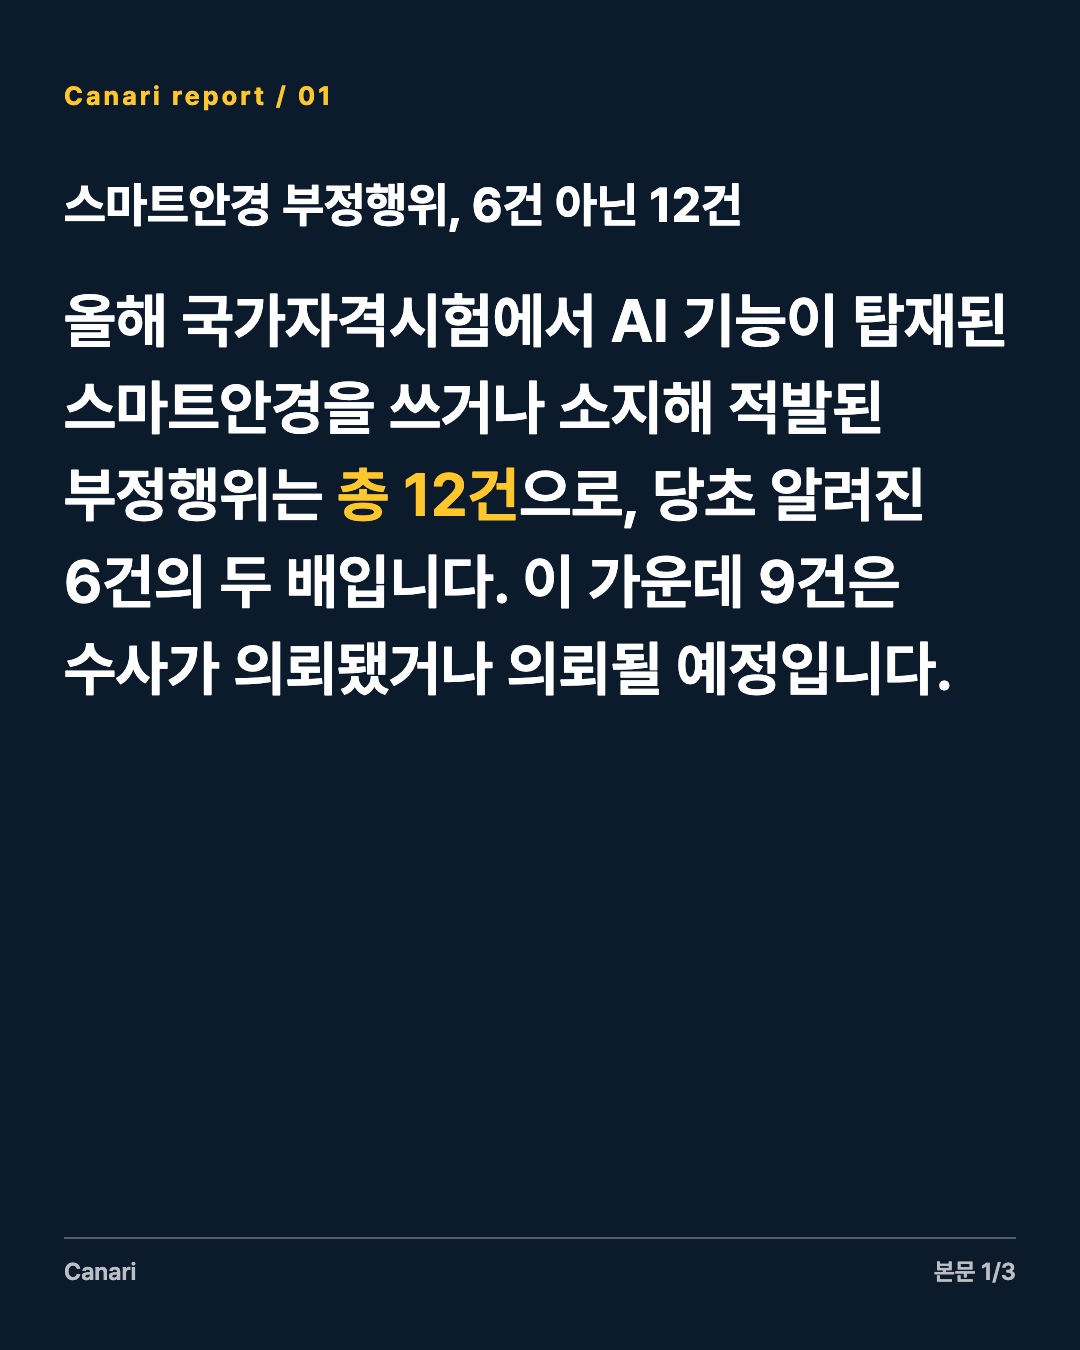 Canari report / 01
스마트안경 부정행위, 6건 아닌 12건
올해 국가자격시험에서 AI 기능이 탑재된
스마트안경을 쓰거나 소지해 적발된
부정행위는 총 12건으로, 당초 알려진
6건의 두 배입니다. 이 가운데 9건은
수사가 의뢰됐거나 의뢰될 예정입니다.
Canari
본문 1/3